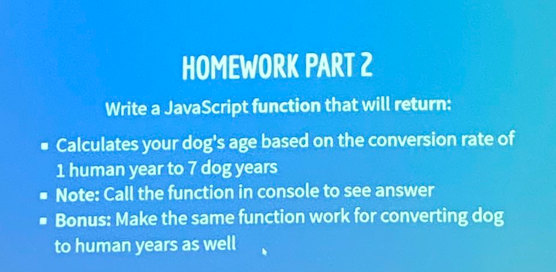 HOMEWORK PART 2
Write a JavaScript function that will return:
▪ Calculates your dog's age based on the conversion rate of
1 human year to 7 dog years
▪ Note: Call the function in console to see answer
▪ Bonus: Make the same function work for converting dog
to human years as well